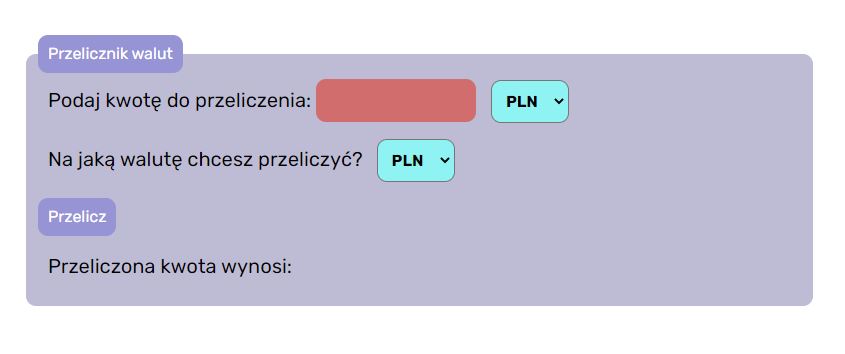 Przelicznik walut
Podaj kwotę do przeliczenia: PLN
Na jaką walutę chcesz przeliczyć? PLN
Przelicz
Przeliczona kwota wynosi: